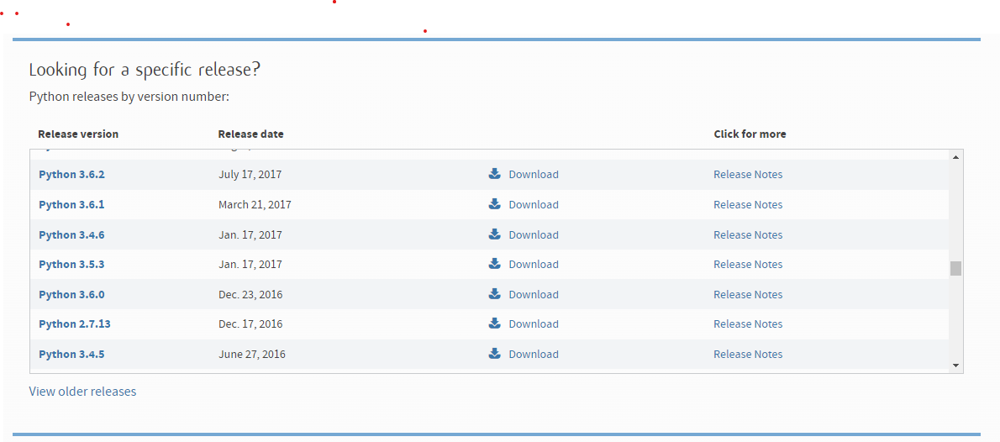 Looking for a specific release?
Python releases by version number:
Release version Release date Click for more
Python 3.6.2 July 17, 2017 Download Release Notes
Python 3.6.1 March 21, 2017 Download Release Notes
Python 3.4.6 Jan. 17, 2017 Download Release Notes
Python 3.5.3 Jan. 17, 2017 Download Release Notes
Python 3.6.0 Dec. 23, 2016 Download Release Notes
Python 2.7.13 Dec. 17, 2016 Download Release Notes
Python 3.4.5 June 27, 2016 Download Release Notes
View older releases